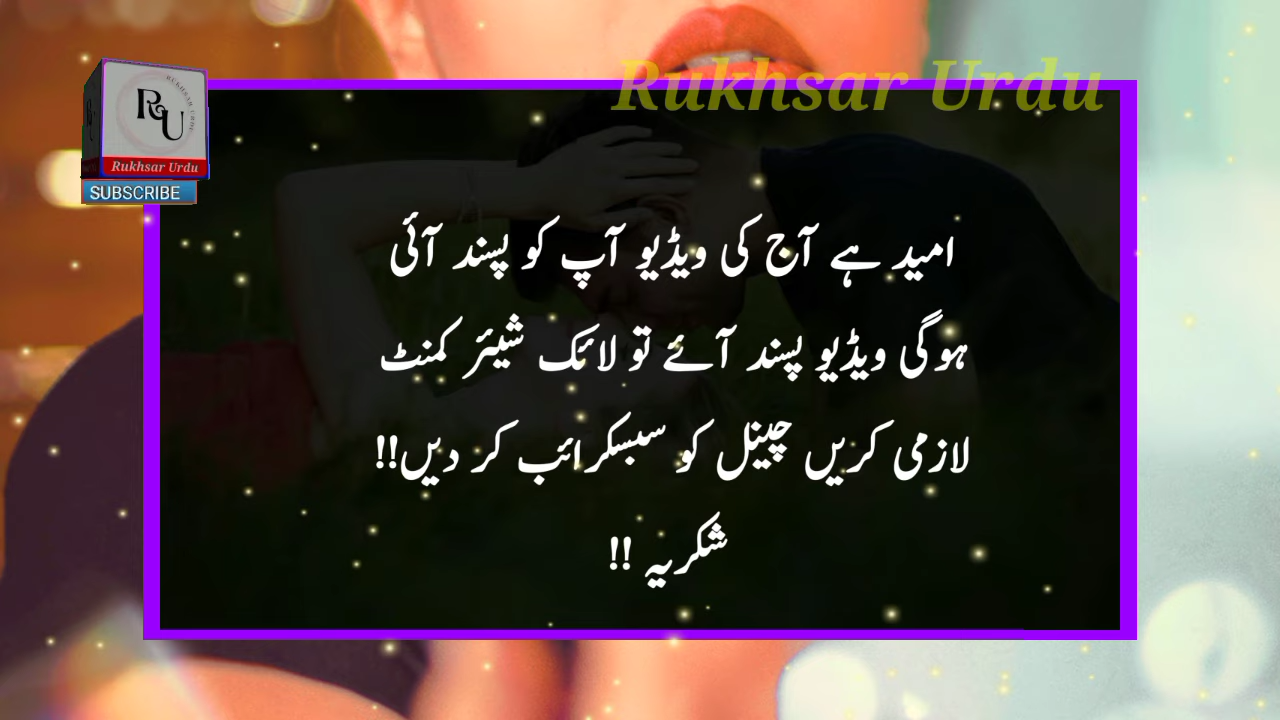 Rukhsar Urdu
RU
Rukhsar Urdu
SUBSCRIBE
امید ہے آج کی ویڈیو آپ کو پسند آئی
ہوگی ویڈیو پسند آئے تو لائک شیئر کمنٹ
لازمی کریں چینل کو سبسکرائب کر دیں!!
شکریہ !!